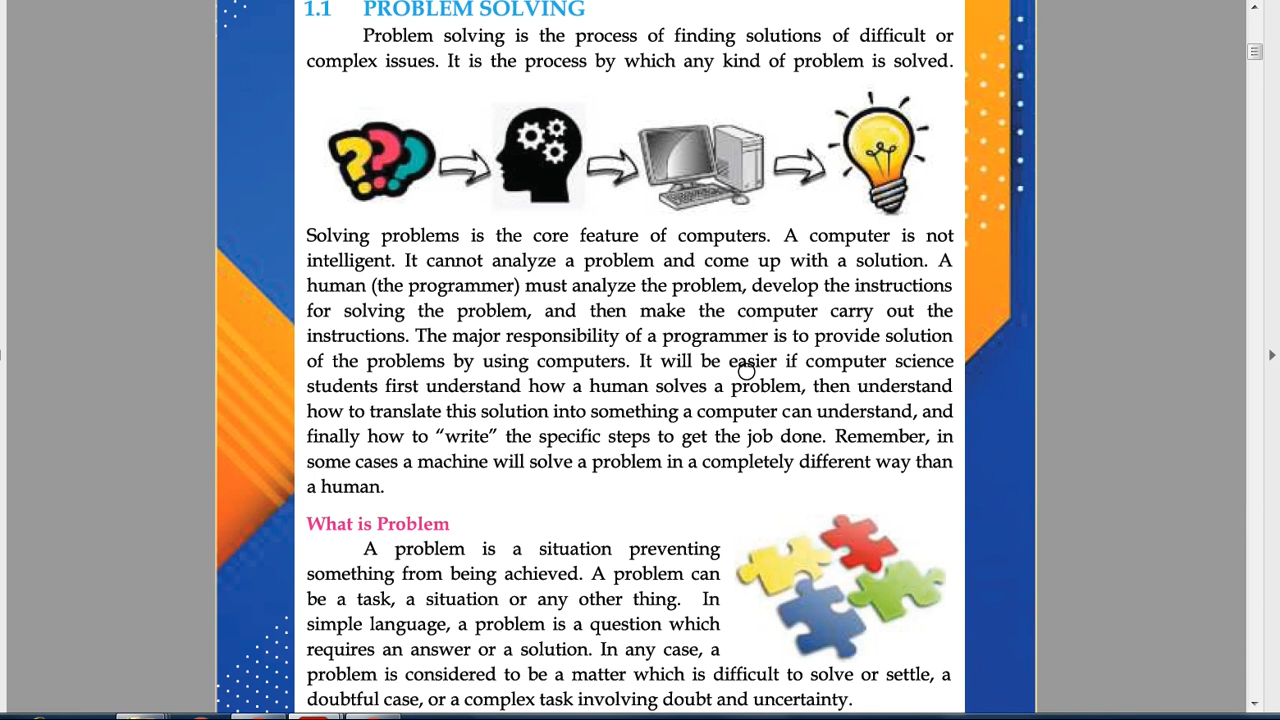 1.1 PROBLEM SOLVING
Problem solving is the process of finding solutions of difficult or
complex issues. It is the process by which any kind of problem is solved.
Solving problems is the core feature of computers. A computer is not
intelligent. It cannot analyze a problem and come up with a solution. A
human (the programmer) must analyze the problem, develop the instructions
for solving the problem, and then make the computer carry out the
instructions. The major responsibility of a programmer is to provide solution
of the problems by using computers. It will be easier if computer science
students first understand how a human solves a problem, then understand
how to translate this solution into something a computer can understand, and
finally how to “write” the specific steps to get the job done. Remember, in
some cases a machine will solve a problem in a completely different way than
a human.
What is Problem
A problem is a situation preventing
something from being achieved. A problem can
be a task, a situation or any other thing. In
simple language, a problem is a question which
requires an answer or a solution. In any case, a
problem is considered to be a matter which is difficult to solve or settle, a
doubtful case, or a complex task involving doubt and uncertainty.